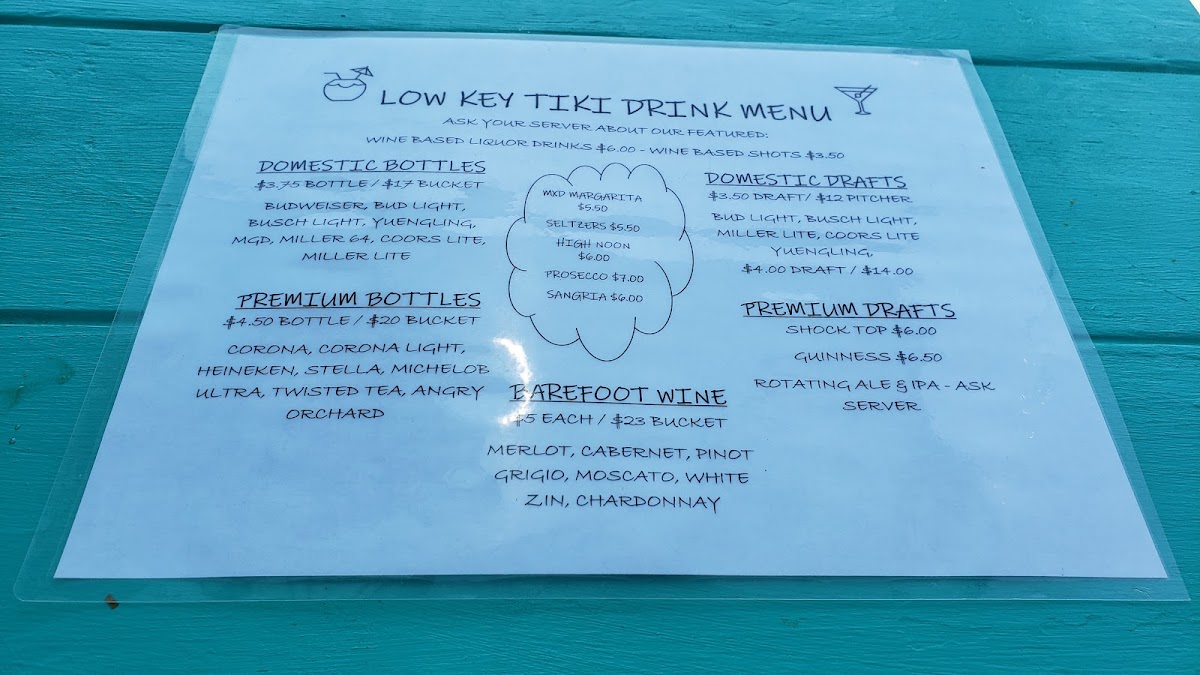 LOW KEY TIKI DRINK MENU
ASK YOUR SERVER ABOUT OUR FEATURED:
WINE BASED LIQUOR DRINKS $6.00 - WINE BASED SHOTS $3.50
DOMESTIC BOTTLES
$3.75 BOTTLE / $17 BUCKET
BUDWEISER, BUD LIGHT,
BUSCH LIGHT, YUENGLING,
MGD, MILLER 64, COORS LITE,
MILLER LITE
PREMIUM BOTTLES
$4.50 BOTTLE / $20 BUCKET
CORONA, CORONA LIGHT,
HEINEKEN, STELLA, MICHELOB
ULTRA, TWISTED TEA, ANGRY
ORCHARD
MXD MARGARITA
$5.50
SELTZERS $5.50
HIGH NOON
$6.00
PROSECCO $7.00
SANGRIA $6.00
BAREFOOT WINE
$5 EACH / $23 BUCKET
MERLOT, CABERNET, PINOT
GRIGIO, MOSCATO, WHITE
ZIN, CHARDONNAY
DOMESTIC DRAFTS
$3.50 DRAFT/ $12 PITCHER
BUD LIGHT, BUSCH LIGHT,
MILLER LITE, COORS LITE
YUENGLING,
$4.00 DRAFT / $14.00
PREMIUM DRAFTS
SHOCK TOP $6.00
GUINNESS $6.50
ROTATING ALE & IPA - ASK
SERVER